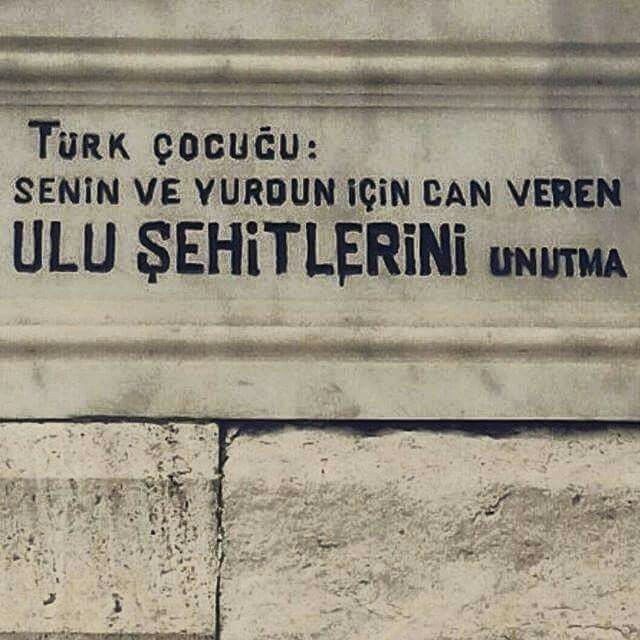 TÜRK ÇOCUĞU:
SENİN VE YURDUN İÇİN CAN VEREN
ULU ŞEHİTLERİNİ UNUTMA